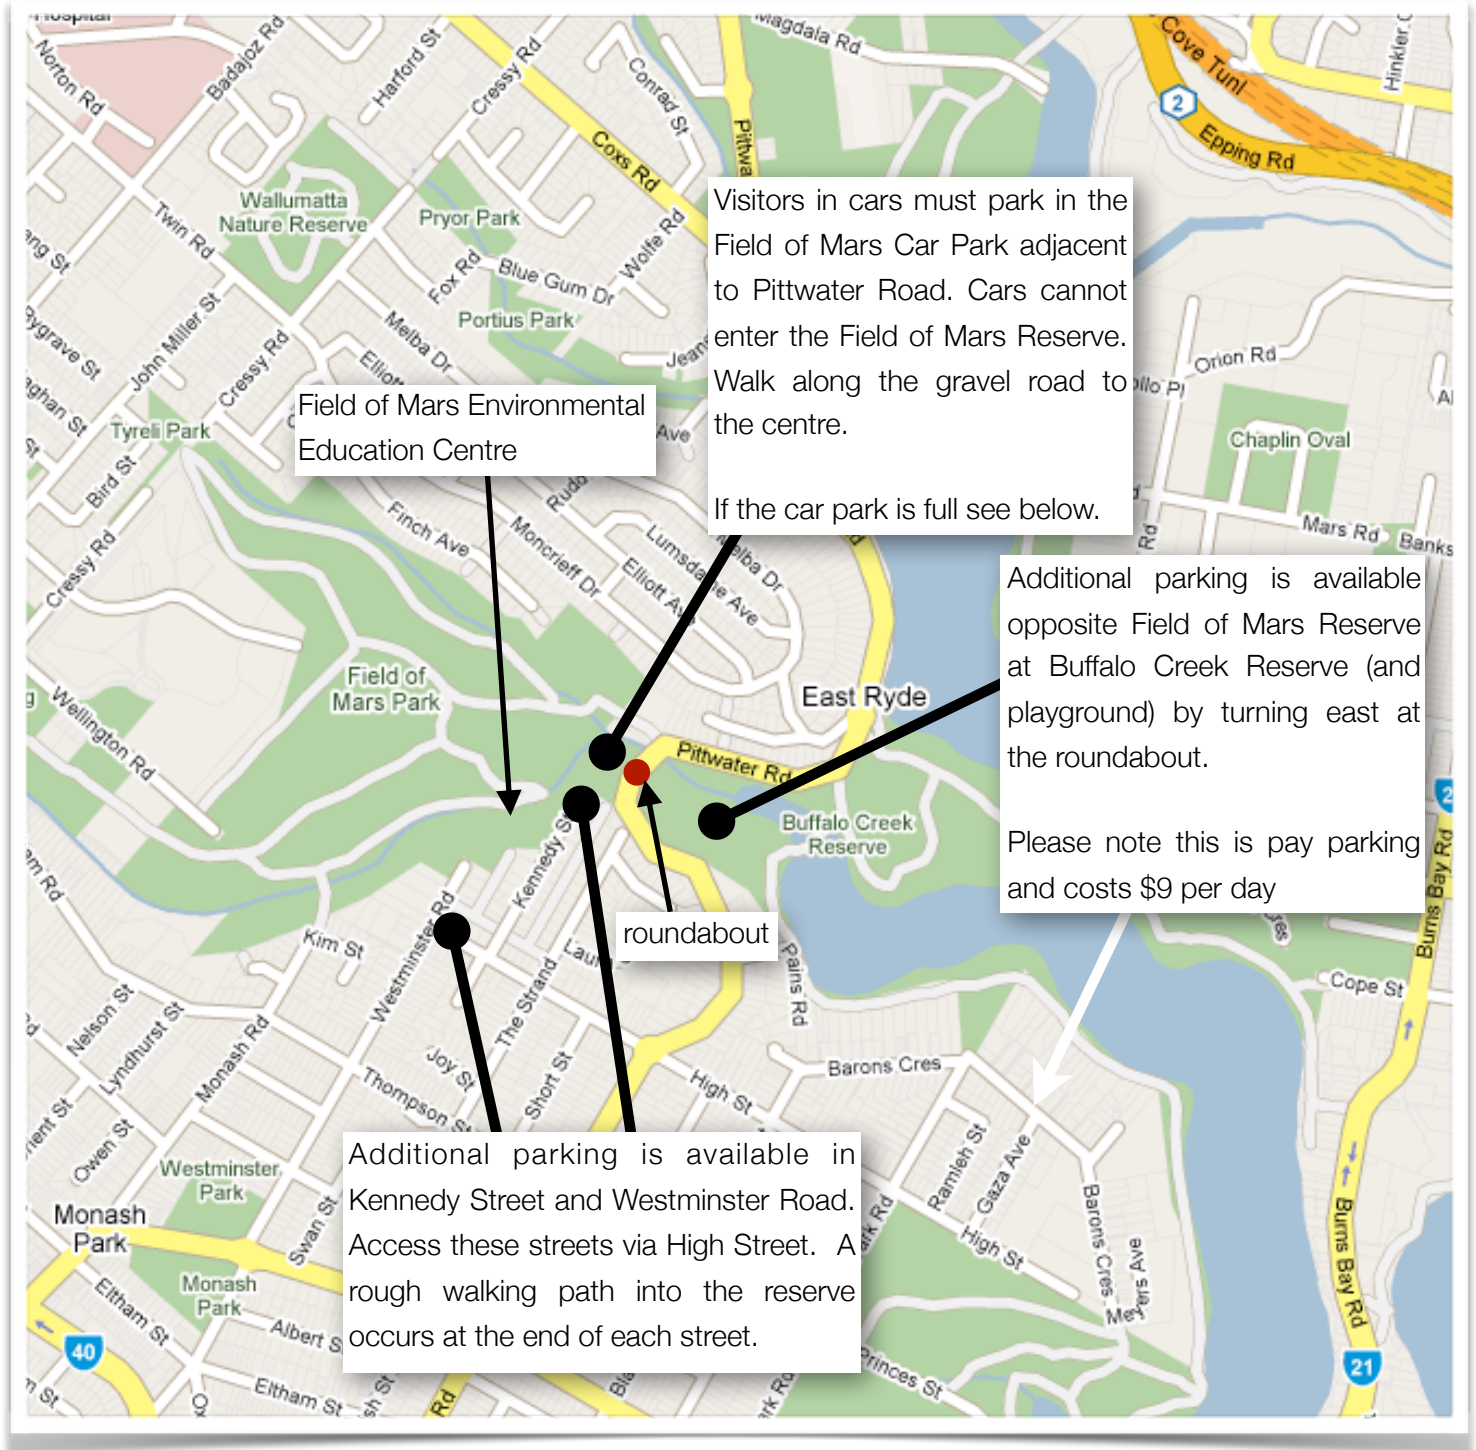 Hospital
Norton Rd
Badajoz Rd
Harford St
Cressy Rd
Conrad St
Magdala Rd
Cove Tunl
Hinkler
2
Epping Rd
Coxs Rd
Wallumatta
Nature Reserve
Pryor Park
Twin Rd
Fox Rd
Blue Gum Dr
Wolfe Rd
Portius Park
Melba Dr
John Miller St
Cressy Rd
Bygrave St
Tyrell Park
Bird St
Cressy Rd
Visitors in cars must park in the
Field of Mars Car Park adjacent
to Pittwater Road. Cars cannot
enter the Field of Mars Reserve.
Walk along the gravel road to
the centre.
If the car park is full see below.
Field of Mars Environmental
Education Centre
Orion Rd
Chaplin Oval
Mars Rd
Banks
Ave
Finch Ave
Moncrieff Dr
Elliott Ave
Lumsdaine Ave
Melba Dr
Additional parking is available
opposite Field of Mars Reserve
at Buffalo Creek Reserve (and
playground) by turning east at
the roundabout.
Please note this is pay parking
and costs $9 per day
Field of
Mars Park
Wellington Rd
East Ryde
Pittwater Rd
Buffalo Creek
Reserve
Kennedy St
Westminster Rd
roundabout
Kim St
The Strand
Pains Rd
Burns Bay Rd
Cope St
Nelson St
Lyndhurst St
Monash Rd
Joy St
Short St
Thompson St
High St
Barons Cres
Owen St
Ramleh St
Gaza Ave
High St
Barons Cres
Meyers Ave
Burns Bay Rd
Westminster
Park
Monash
Park
Swan St
Monash
Park
Eltham St
Albert S
40
Eltham St
Princes St
21
Additional parking is available in
Kennedy Street and Westminster Road.
Access these streets via High Street. A
rough walking path into the reserve
occurs at the end of each street.